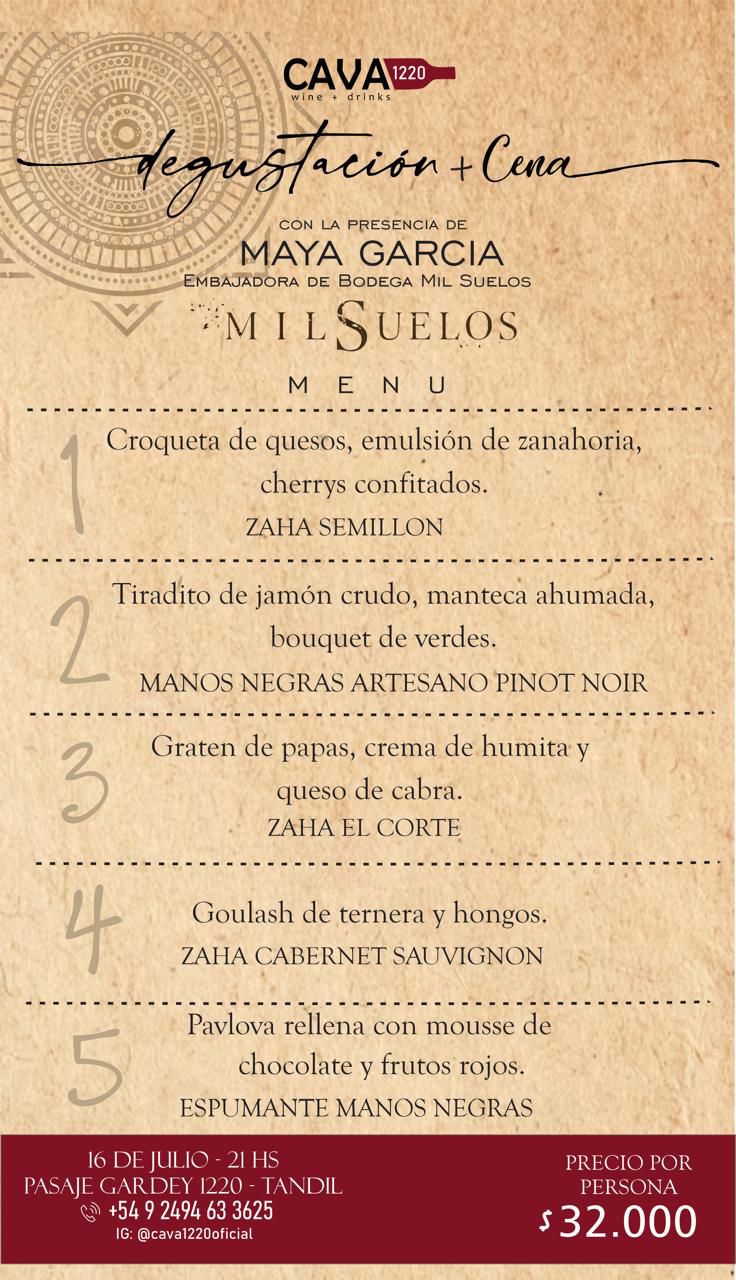 CAVA 1220
wine + drinks
degustación + Cena
CON LA PRESENCIA DE
MAYA GARCIA
EMBAJADORA DE BODEGA MIL SUELOS
MILSUELOS
MENU
1
Croqueta de quesos, emulsión de zanahoria,
cherrys confitados.
ZAHA SEMILLON
2
Tiradito de jamón crudo, manteca ahumada,
bouquet de verdes.
MANOS NEGRAS ARTESANO PINOT NOIR
3
Graten de papas, crema de humita y
queso de cabra.
ZAHA EL CORTE
4
Goulash de ternera y hongos.
ZAHA CABERNET SAUVIGNON
5
Pavlova rellena con mousse de
chocolate y frutos rojos.
ESPUMANTE MANOS NEGRAS
16 DE JULIO - 21 HS
PASAJE GARDEY 1220 - TANDIL
+54 9 2494 63 3625
IG: @cava1220oficial
PRECIO POR
PERSONA
$32.000